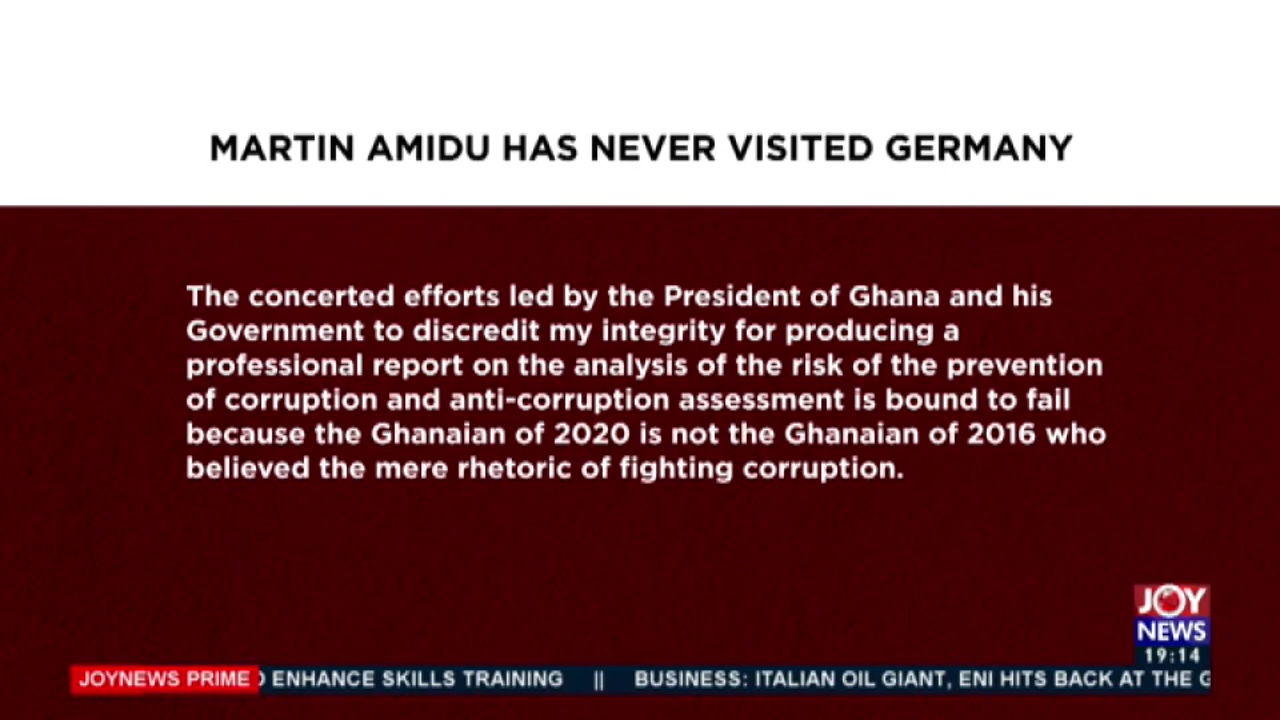 MARTIN AMIDU HAS NEVER VISITED GERMANY
The concerted efforts led by the President of Ghana and his
Government to discredit my integrity for producing a
professional report on the analysis of the risk of the prevention
of corruption and anti-corruption assessment is bound to fail
because the Ghanaian of 2020 is not the Ghanaian of 2016 who
believed the mere rhetoric of fighting corruption.
JOY
NEWS
19:14
JOYNEWS PRIME ENHANCE SKILLS TRAINING || BUSINESS: ITALIAN OIL GIANT, ENI HITS BACK AT THE